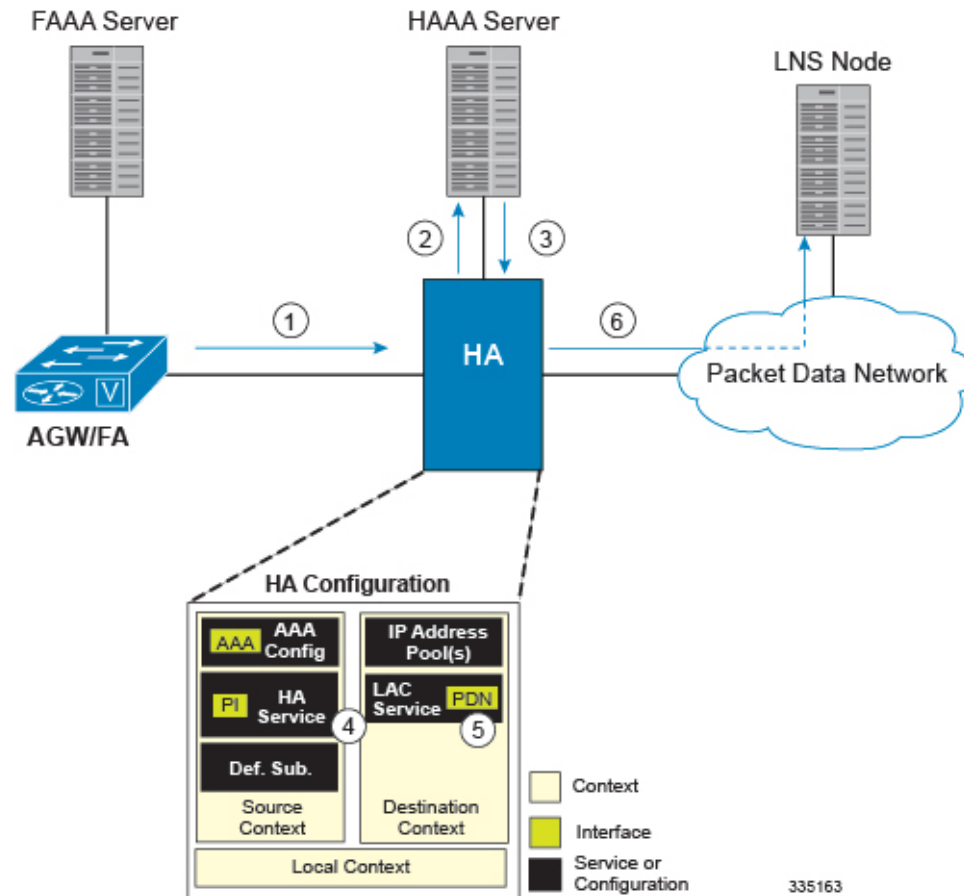 FAAA Server
HAAA Server
LNS Node
2
3
1
6
HA
Packet Data Network
V
AGW/FA
HA Configuration
AAA
AAA
Config
IP Address
Pool(s)
PI
HA
Service
4
LAC
Service
PDN
5
Def. Sub.
Source
Context
Destination
Context
Local Context
Context
Interface
Service or
Configuration
335163